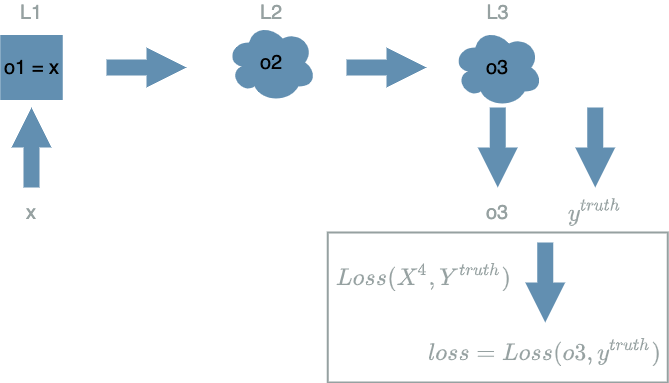 L1 L2 L3
o1 = x o2 o3
x o3 y^{truth}
Loss(X^4, Y^{truth})
loss = Loss(o3, y^{truth})